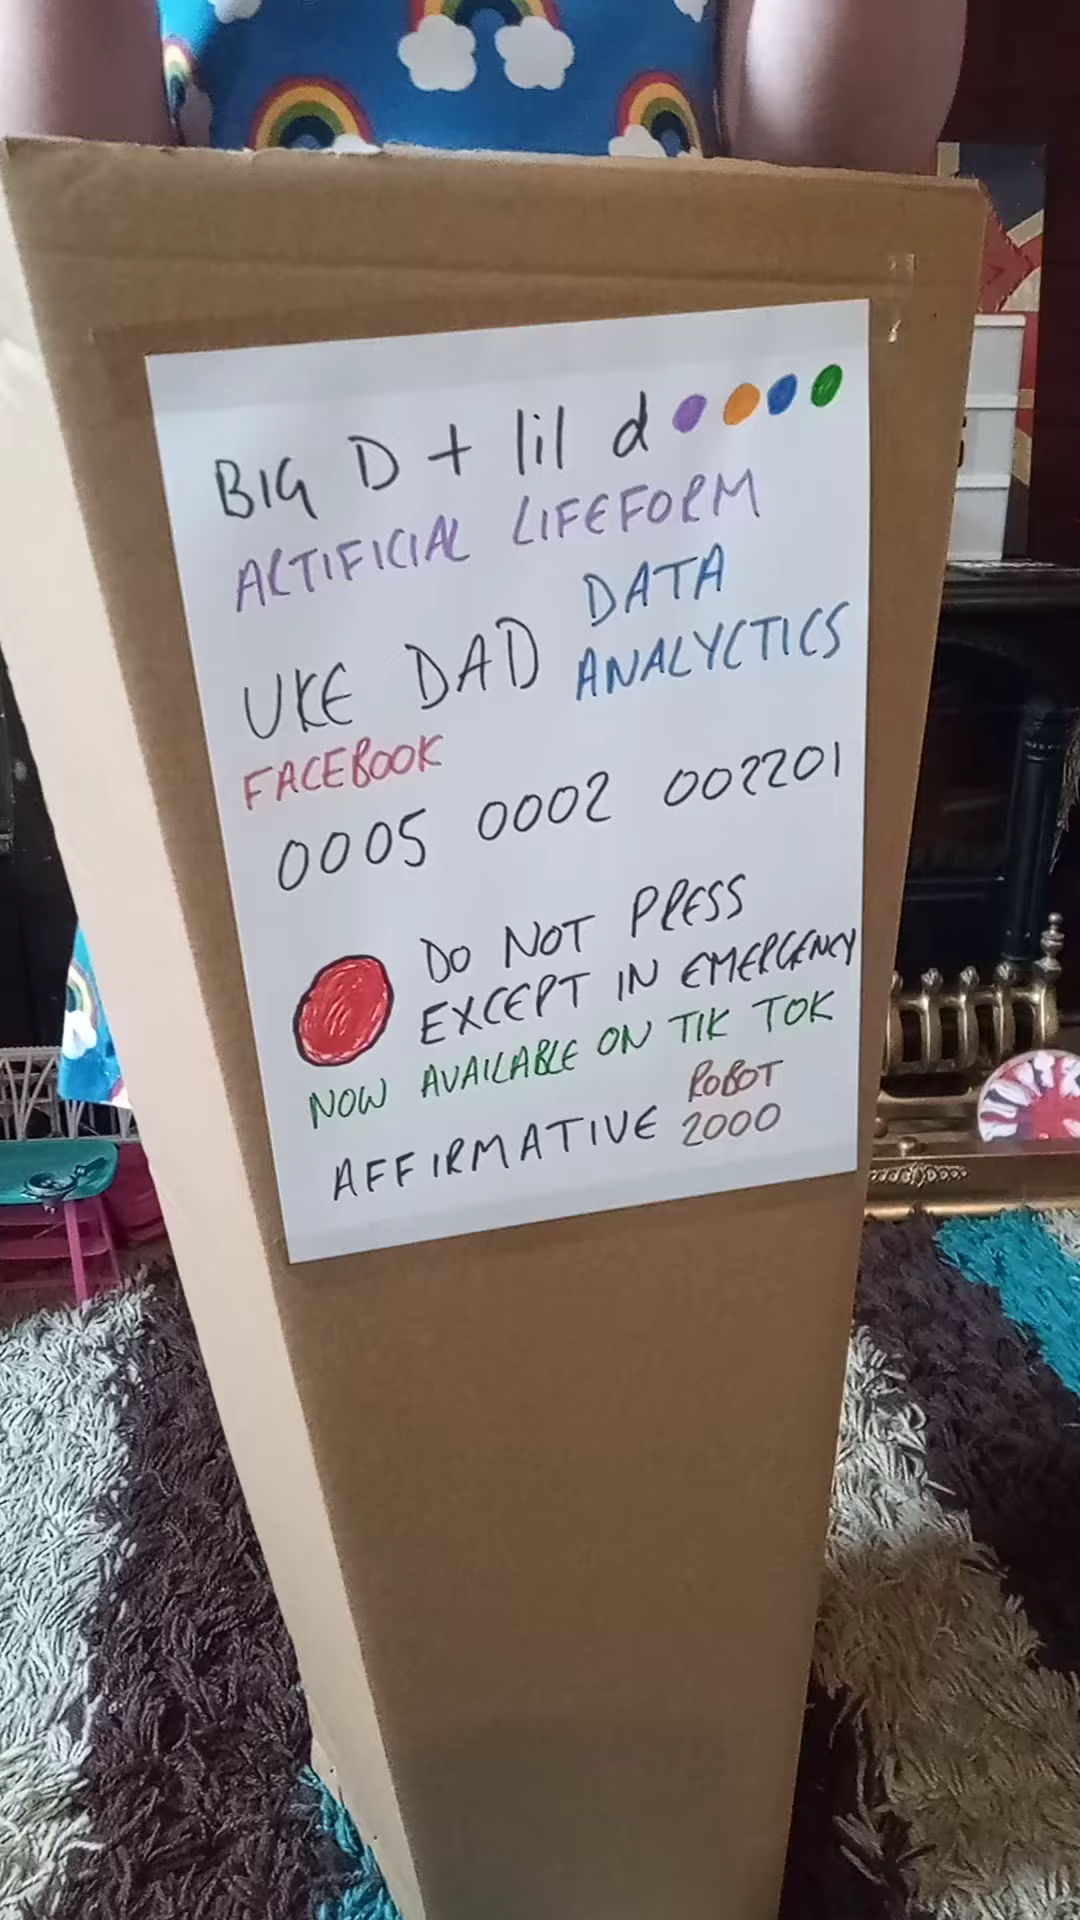 BIG D + lil d
ARTIFICIAL LIFEFORM
UKE DAD DATA ANALYCTICS
FACEBOOK
0005 0002 002201
DO NOT PRESS
EXCEPT IN EMERGENCY
NOW AVAILABLE ON TIK TOK
AFFIRMATIVE ROBOT 2000